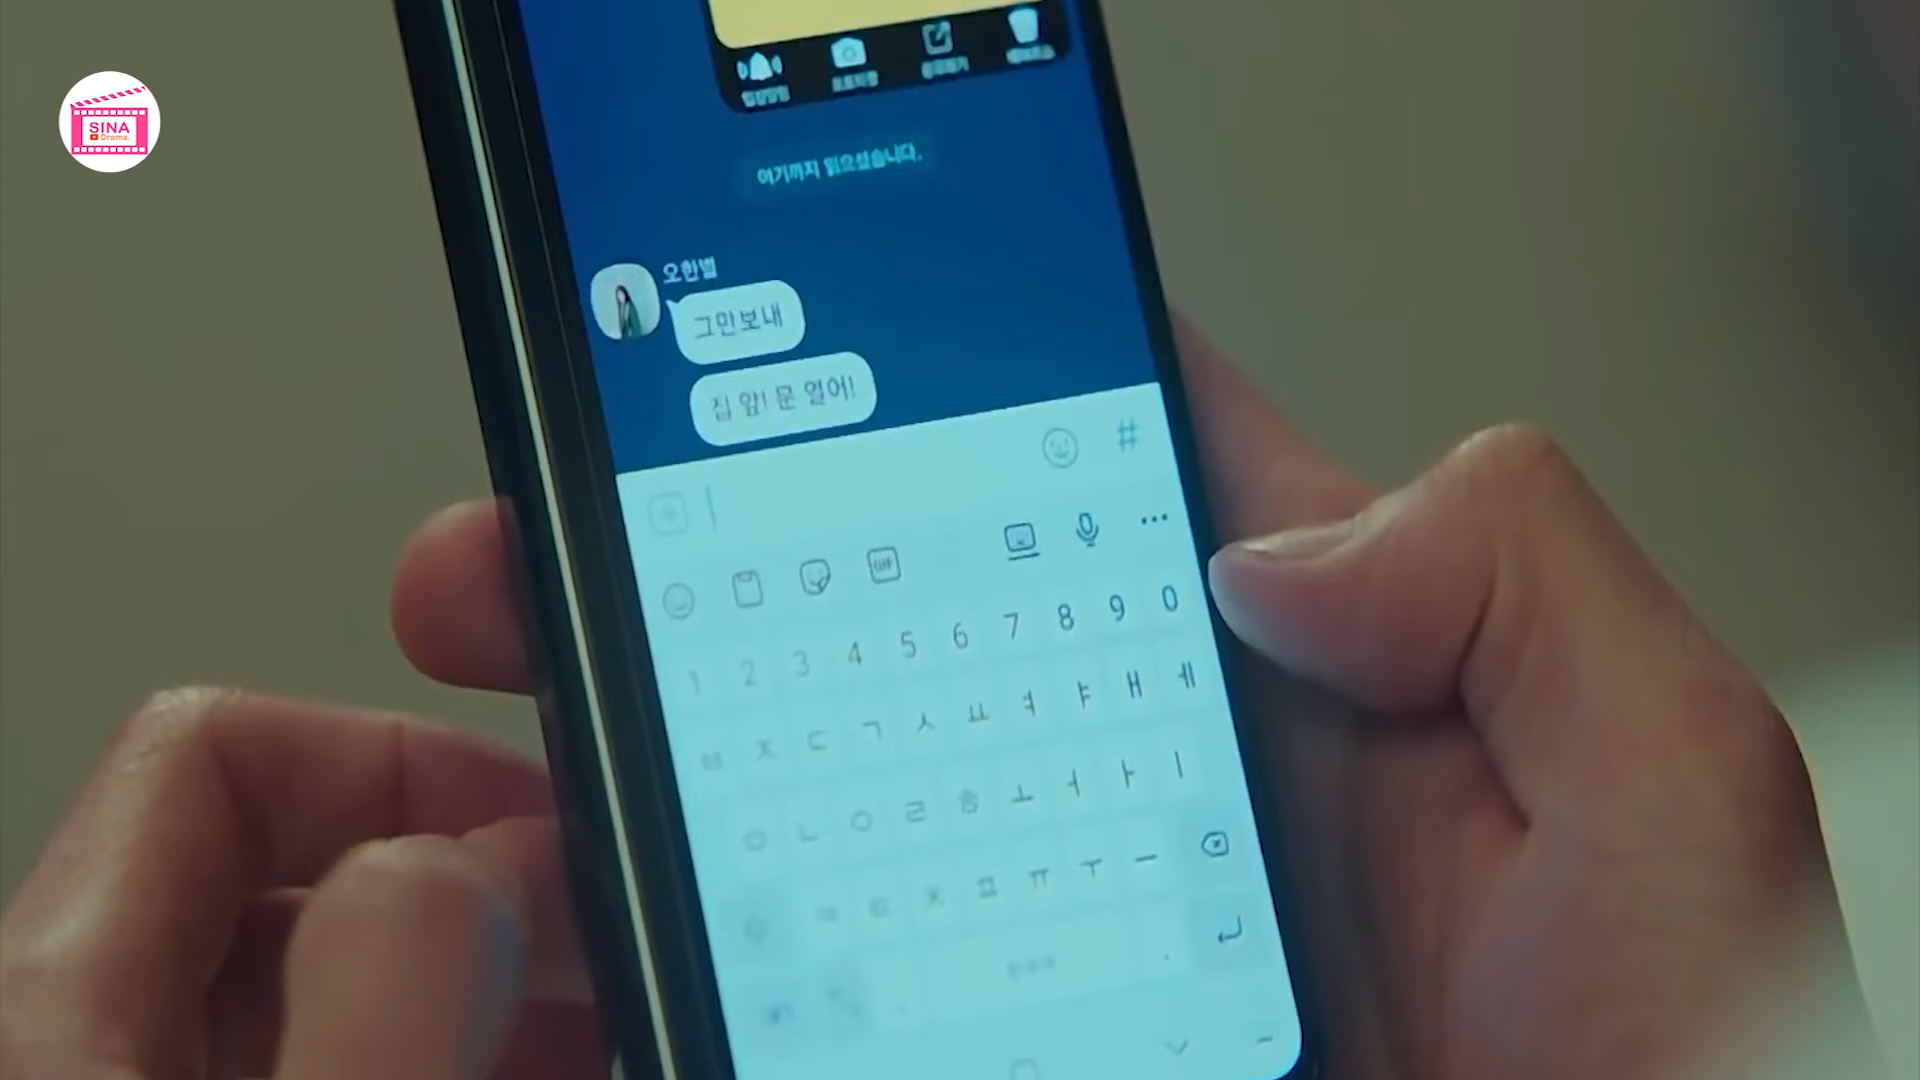 SINA
Drama.
여기까지 읽으셨습니다.
오한별
그만보내
집 앞! 문 열어!
GIF
1 2 3 4 5 6 7 8 9 0
ㅂ ㅈ ㄷ ㄱ ㅅ ㅛ ㅕ ㅑ ㅐ ㅔ
ㅁ ㄴ ㅇ ㄹ ㅎ ㅗ ㅓ ㅏ ㅣ
ㅋ ㅌ ㅊ ㅍ ㅠ ㅜ ㅡ